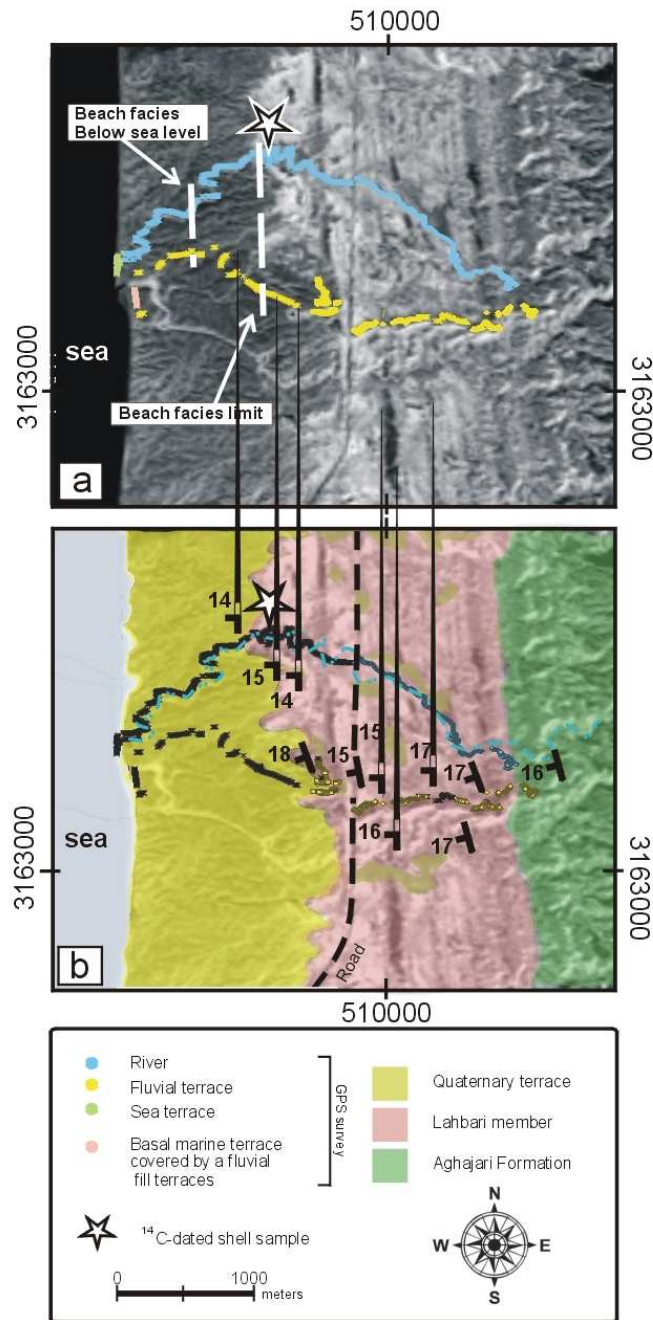 510000
Beach facies
Below sea level
sea
3163000
3163000
Beach facies limit
a
14
15
14
18
15
15
17
17
16
16
17
sea
3163000
3163000
b
Road
510000
River
Fluvial terrace
Sea terrace
Basal marine terrace
covered by a fluvial
fill terraces
GPS survey
Quaternary terrace
Lahbari member
Aghajari Formation
14C-dated shell sample
0 1000
meters
N
W E
S